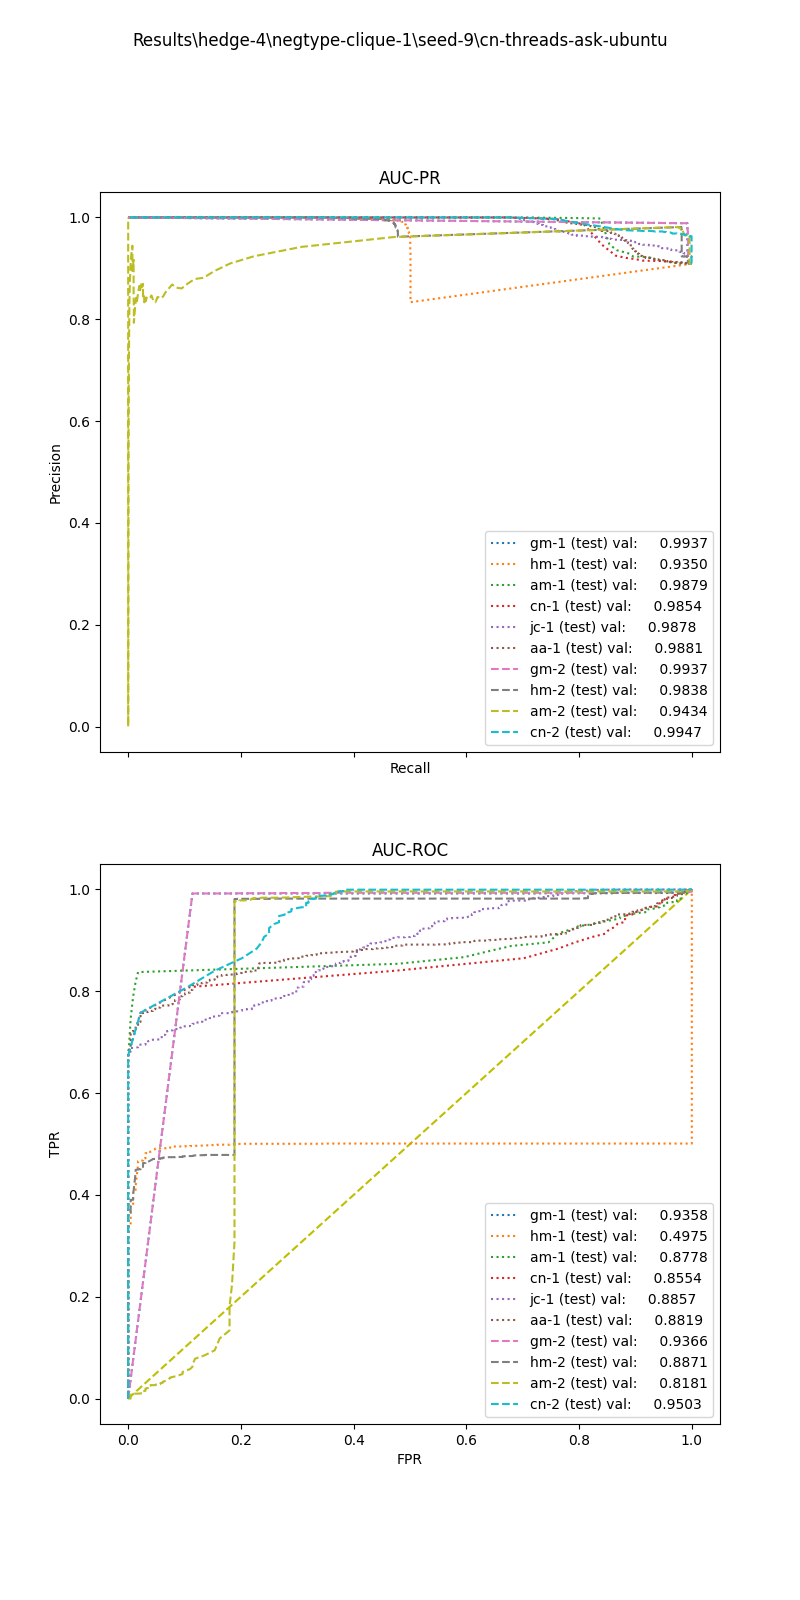 Results\hedge-4\negtype-clique-1\seed-9\cn-threads-ask-ubuntu
AUC-PR
1.0
0.8
0.6
0.4
0.2
0.0
Precision
Recall
gm-1 (test) val: 0.9937
hm-1 (test) val: 0.9350
am-1 (test) val: 0.9879
cn-1 (test) val: 0.9854
jc-1 (test) val: 0.9878
aa-1 (test) val: 0.9881
gm-2 (test) val: 0.9937
hm-2 (test) val: 0.9838
am-2 (test) val: 0.9434
cn-2 (test) val: 0.9947
AUC-ROC
1.0
0.8
0.6
0.4
0.2
0.0
TPR
gm-1 (test) val: 0.9358
hm-1 (test) val: 0.4975
am-1 (test) val: 0.8778
cn-1 (test) val: 0.8554
jc-1 (test) val: 0.8857
aa-1 (test) val: 0.8819
gm-2 (test) val: 0.9366
hm-2 (test) val: 0.8871
am-2 (test) val: 0.8181
cn-2 (test) val: 0.9503
0.0 0.2 0.4 0.6 0.8 1.0
FPR